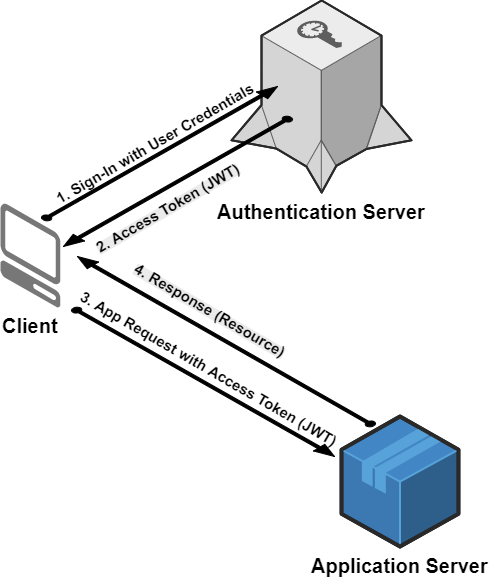 1. Sign-In with User Credentials
2. Access Token (JWT)
Authentication Server
4. Response (Resource)
3. App Request with Access Token (JWT)
Client
Application Server